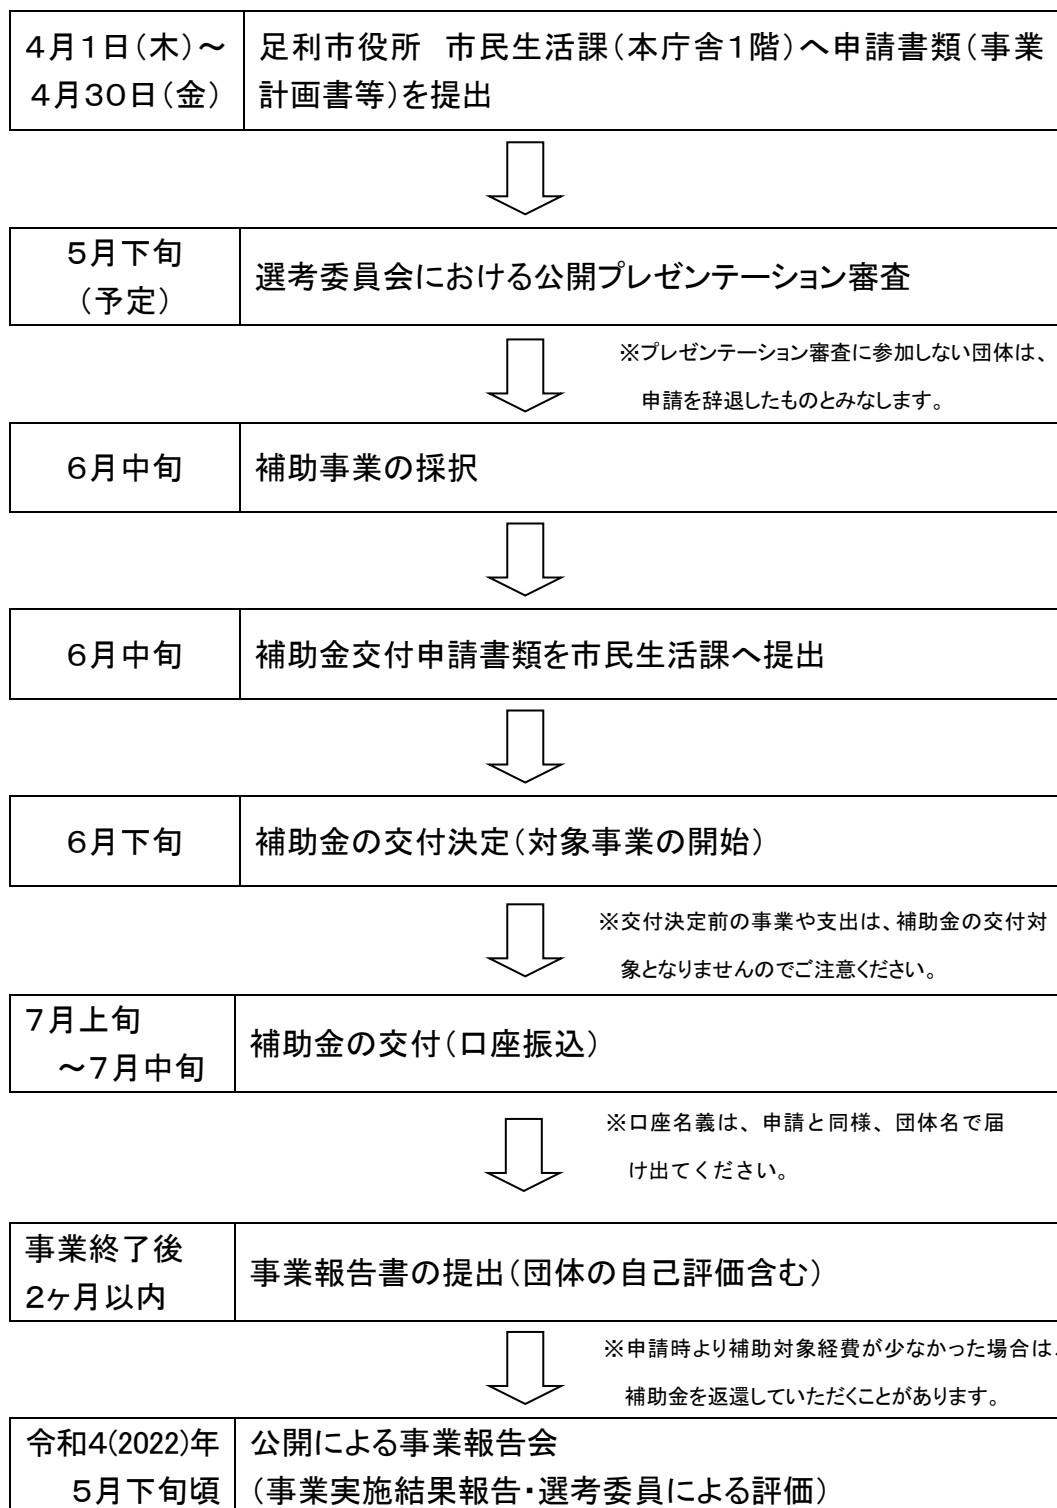 4月1日(木)~
4月30日(金)
足利市役所　市民生活課(本庁舎1階)へ申請書類(事業
計画書等)を提出
5月下旬
(予定)
選考委員会における公開プレゼンテーション審査
※プレゼンテーション審査に参加しない団体は、
申請を辞退したものとみなします。
6月中旬
補助事業の採択
6月中旬
補助金交付申請書類を市民生活課へ提出
6月下旬
補助金の交付決定(対象事業の開始)
※交付決定前の事業や支出は、補助金の交付対
象となりませんのでご注意ください。
7月上旬
~7月中旬
補助金の交付(口座振込)
※口座名義は、申請と同様、団体名で届
け出てください。
事業終了後
2ヶ月以内
事業報告書の提出(団体の自己評価含む)
※申請時より補助対象経費が少なかった場合は、
補助金を返還していただくことがあります。
令和4(2022)年
5月下旬頃
公開による事業報告会
(事業実施結果報告・選考委員による評価)